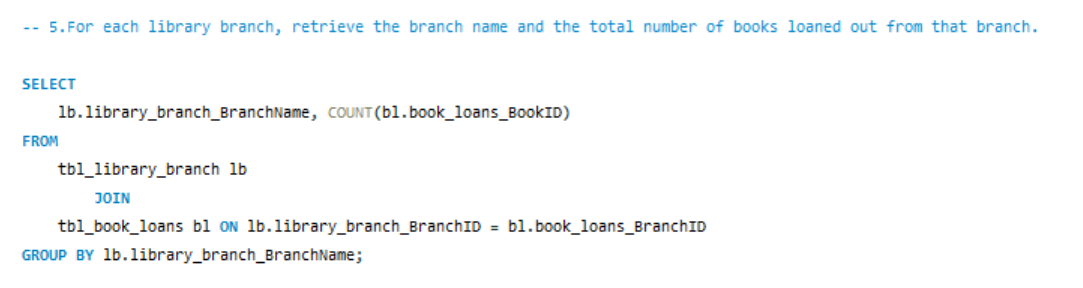 -- 5.For each library branch, retrieve the branch name and the total number of books loaned out from that branch.
SELECT
lb.library_branch_BranchName, COUNT(bl.book_loans_BookID)
FROM
tbl_library_branch lb
JOIN
tbl_book_loans bl ON lb.library_branch_BranchID = bl.book_loans_BranchID
GROUP BY lb.library_branch_BranchName;